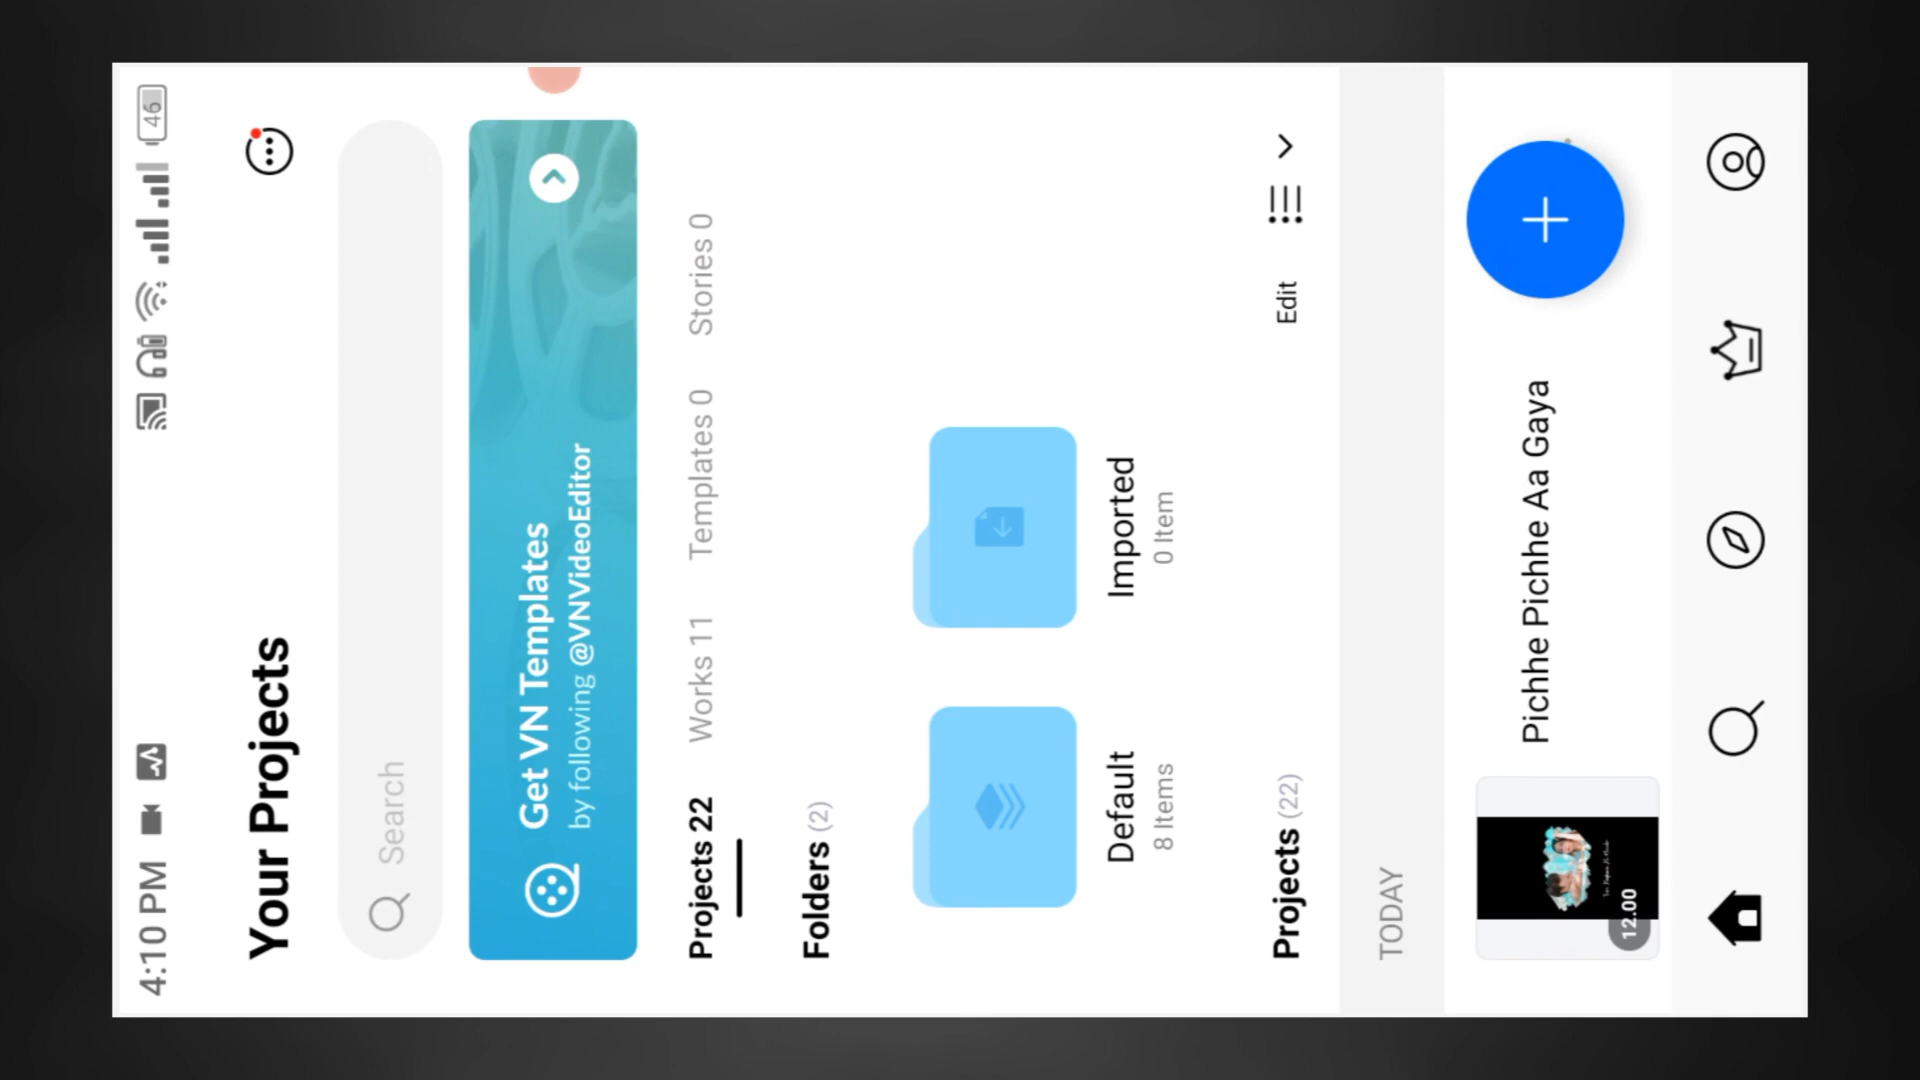 4:10 PM
46
Your Projects
Search
Get VN Templates
by following @VNVideoEditor
Projects 22
Works 11
Templates 0
Stories 0
Folders (2)
Default
8 Items
Imported
0 Item
Projects (22)
Edit
TODAY
Pichhe Pichhe Aa Gaya
12.00